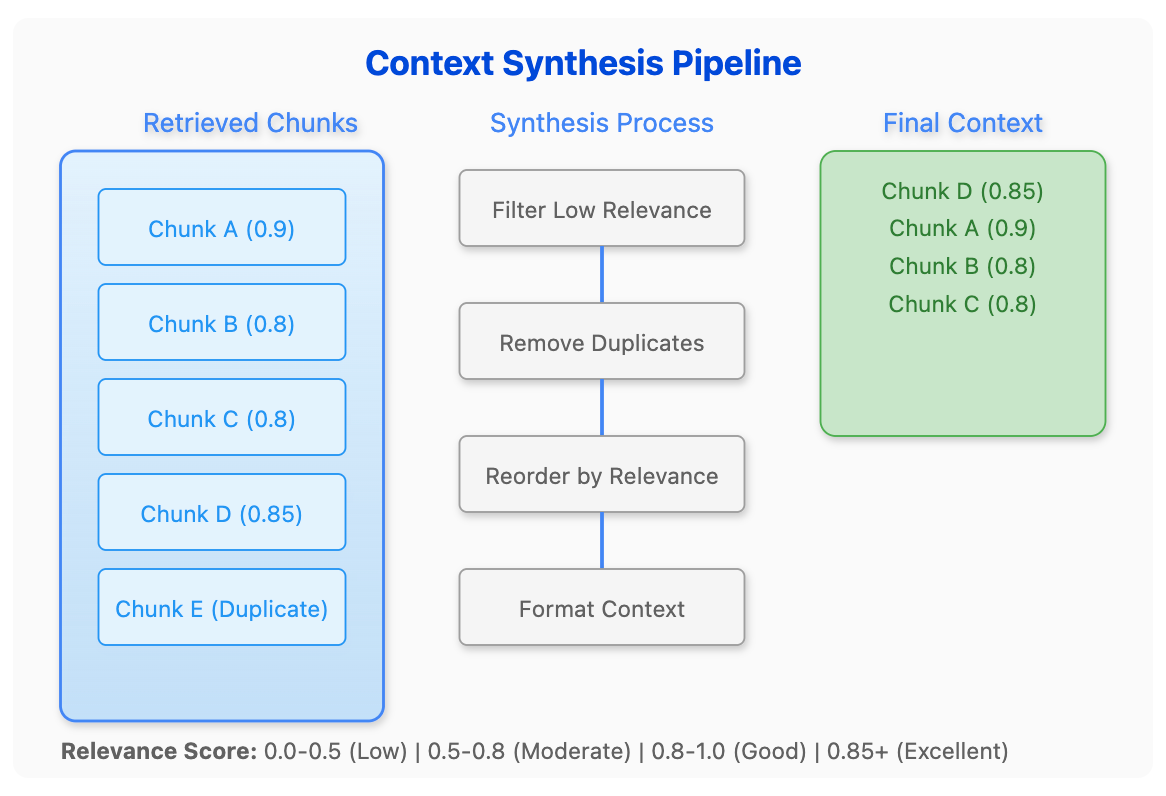 Context Synthesis Pipeline
Retrieved Chunks
Chunk A (0.9)
Chunk B (0.8)
Chunk C (0.8)
Chunk D (0.85)
Chunk E (Duplicate)
Synthesis Process
Filter Low Relevance
Remove Duplicates
Reorder by Relevance
Format Context
Final Context
Chunk D (0.85)
Chunk A (0.9)
Chunk B (0.8)
Chunk C (0.8)
Relevance Score: 0.0-0.5 (Low) | 0.5-0.8 (Moderate) | 0.8-1.0 (Good) | 0.85+ (Excellent)